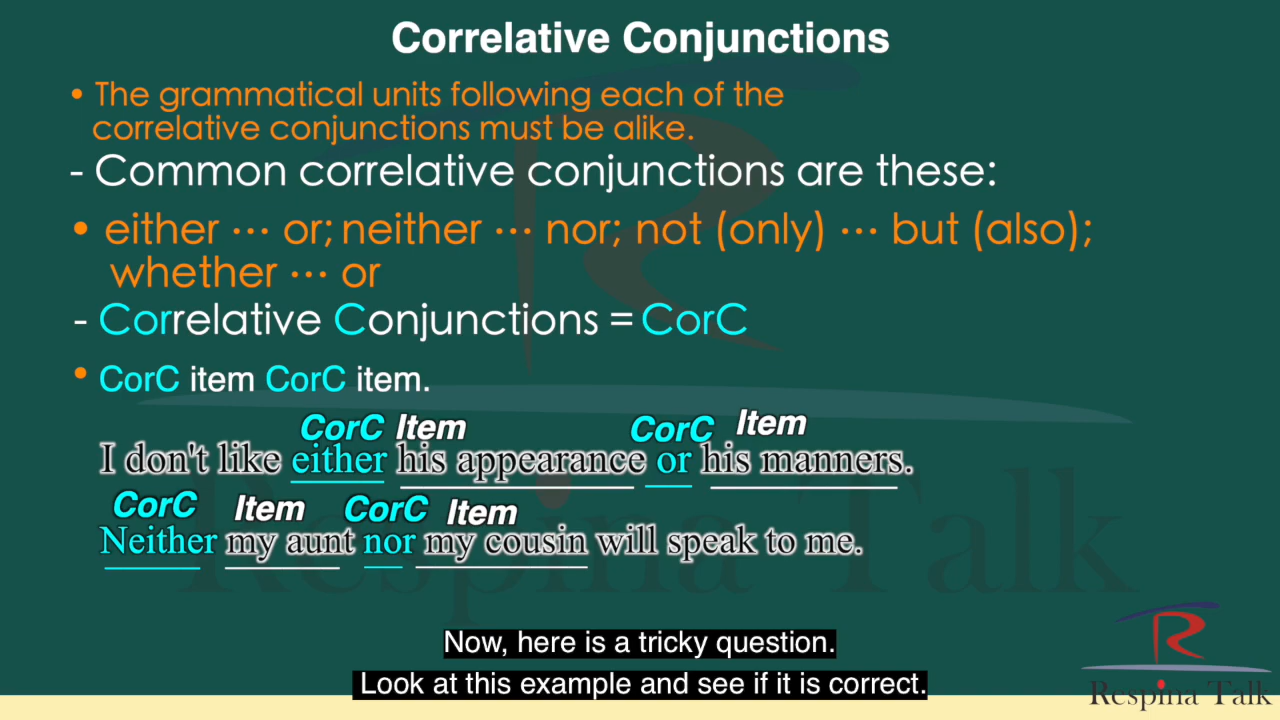 Correlative Conjunctions
• The grammatical units following each of the
correlative conjunctions must be alike.
- Common correlative conjunctions are these:
• either ··· or; neither ··· nor; not (only) ··· but (also);
whether ··· or
- Correlative Conjunctions = CorC
• CorC item CorC item.
CorC Item CorC Item
I don't like either his appearance or his manners.
CorC Item CorC Item
Neither my aunt nor my cousin will speak to me.
Respina Talk
Now, here is a tricky question.
Look at this example and see if it is correct.
Respina Talk